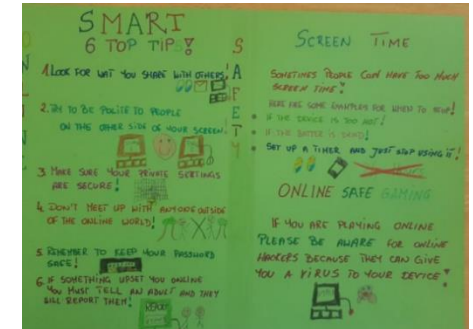 SMART
6 TOP TIPS!
1. LOOK FOR WAT YOU SHARE WITH OTHERS!
2. TRY TO BE POLITE TO PEOPLE
ON THE OTHER SIDE OF YOUR SCREEN!
3 MAKE SURE YOUR PRIVATE SETTINGS
ARE SECURE!
4. DON'T MEET UP WITH ANYONE OUTSIDE
OF THE ONLINE WORLD!
5. REMEMBER TO KEEP YOUR PASSWORD
SAFE!
6. IF SOMETHING UPSET YOU ONLINE
YOU MUST TELL AN ADULT AND THEY
WILL REPORT THEM!
REPORT
SAFETY
SCREEN TIME
SOMETIMES PEOPLE CAN HAVE TOO MUCH
SCREEN TIME!
HERE ARE SOME EXAMPLES FOR WHEN TO STOP!
IF THE DEVICE IS TOO HOT!
IF THE BATTERY IS DEAD!
SET UP A TIMER AND JUST STOP USING IT!
ONLINE SAFE GAMING
IF YOU ARE PLAYING ONLINE
PLEASE BE AWARE FOR ONLINE
HACKERS BECAUSE THEY CAN GIVE
YOU A VIRUS TO YOUR DEVICE!